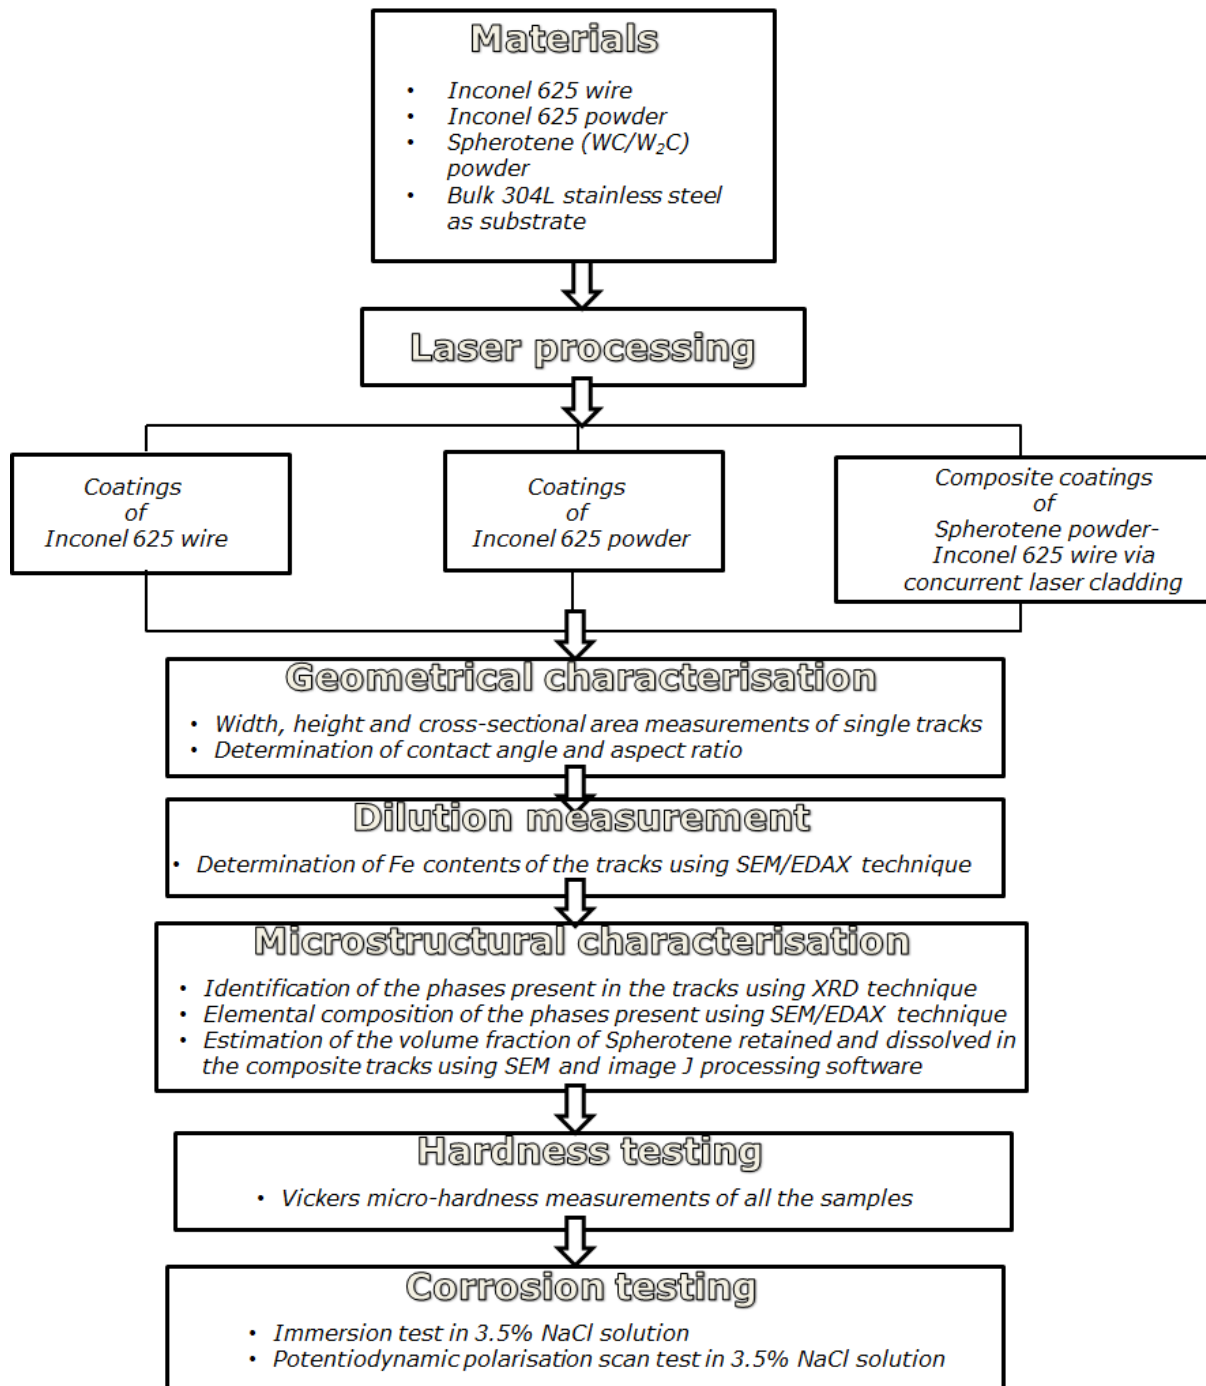 Materials
• Inconel 625 wire
• Inconel 625 powder
• Spherotene (WC/W₂C)
powder
• Bulk 304L stainless steel
as substrate
Laser processing
Coatings
of
Inconel 625 wire
Coatings
of
Inconel 625 powder
Composite coatings
of
Spherotene powder-
Inconel 625 wire via
concurrent laser cladding
Geometrical characterisation
• Width, height and cross-sectional area measurements of single tracks
• Determination of contact angle and aspect ratio
Dilution measurement
• Determination of Fe contents of the tracks using SEM/EDAX technique
Microstructural characterisation
• Identification of the phases present in the tracks using XRD technique
• Elemental composition of the phases present using SEM/EDAX technique
• Estimation of the volume fraction of Spherotene retained and dissolved in
the composite tracks using SEM and image J processing software
Hardness testing
• Vickers micro-hardness measurements of all the samples
Corrosion testing
• Immersion test in 3.5% NaCl solution
• Potentiodynamic polarisation scan test in 3.5% NaCl solution